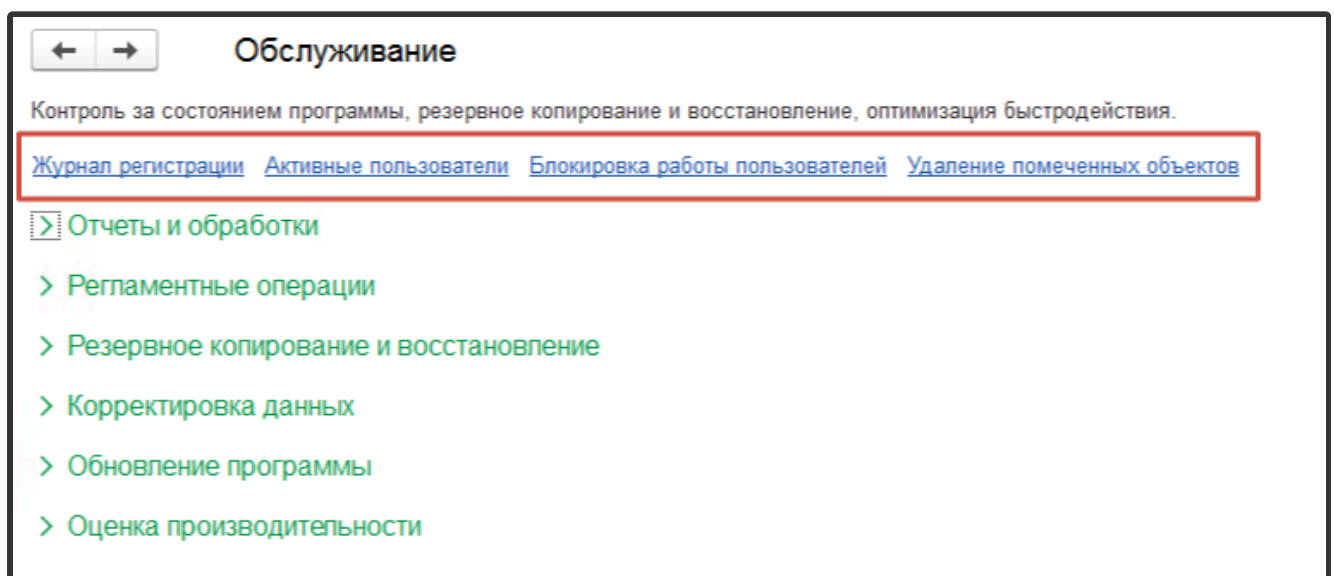 Обслуживание
Контроль за состоянием программы, резервное копирование и восстановление, оптимизация быстродействия.
Журнал регистрации Активные пользователи Блокировка работы пользователей Удаление помеченных объектов
Отчеты и обработки
Регламентные операции
Резервное копирование и восстановление
Корректировка данных
Обновление программы
Оценка производительности